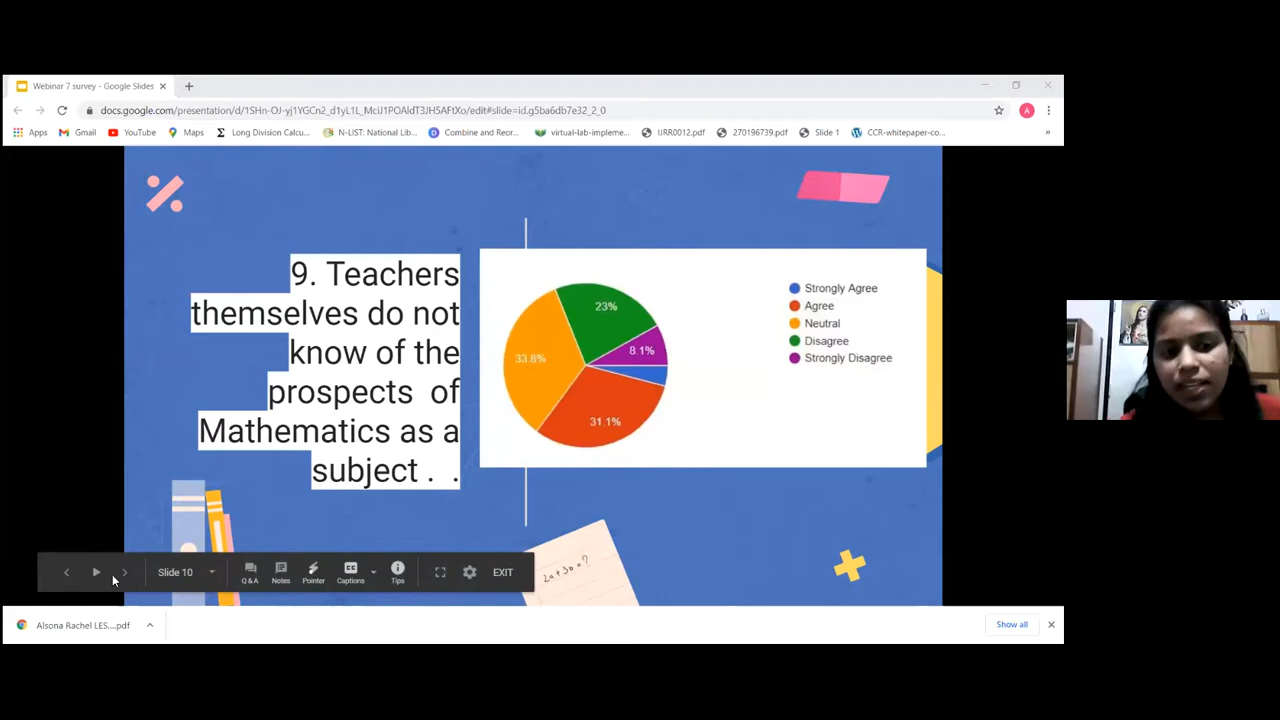 Webinar 7 survey - Google Slides
docs.google.com/presentation/d/1SHn-OJ-yj1YGCn2_d1yL1L_MciJ1POAldT3JH5AFtXo/edit#slide=id.g5ba6db7e32_2_0
A
Apps Gmail YouTube Maps Long Division Calcu... N-LIST: National Lib... Combine and Reor... virtual-lab-impleme... IJRR0012.pdf 270196739.pdf Slide 1 CCR-whitepaper-co... »
9. Teachers
themselves do not
know of the
prospects of
Mathematics as a
subject . .
23%
8.1%
33.8%
31.1%
Strongly Agree
Agree
Neutral
Disagree
Strongly Disagree
2a+3b=?
Slide 10 Q & A Notes Pointer Captions Tips EXIT
Alsona Rachel LES....pdf Show all